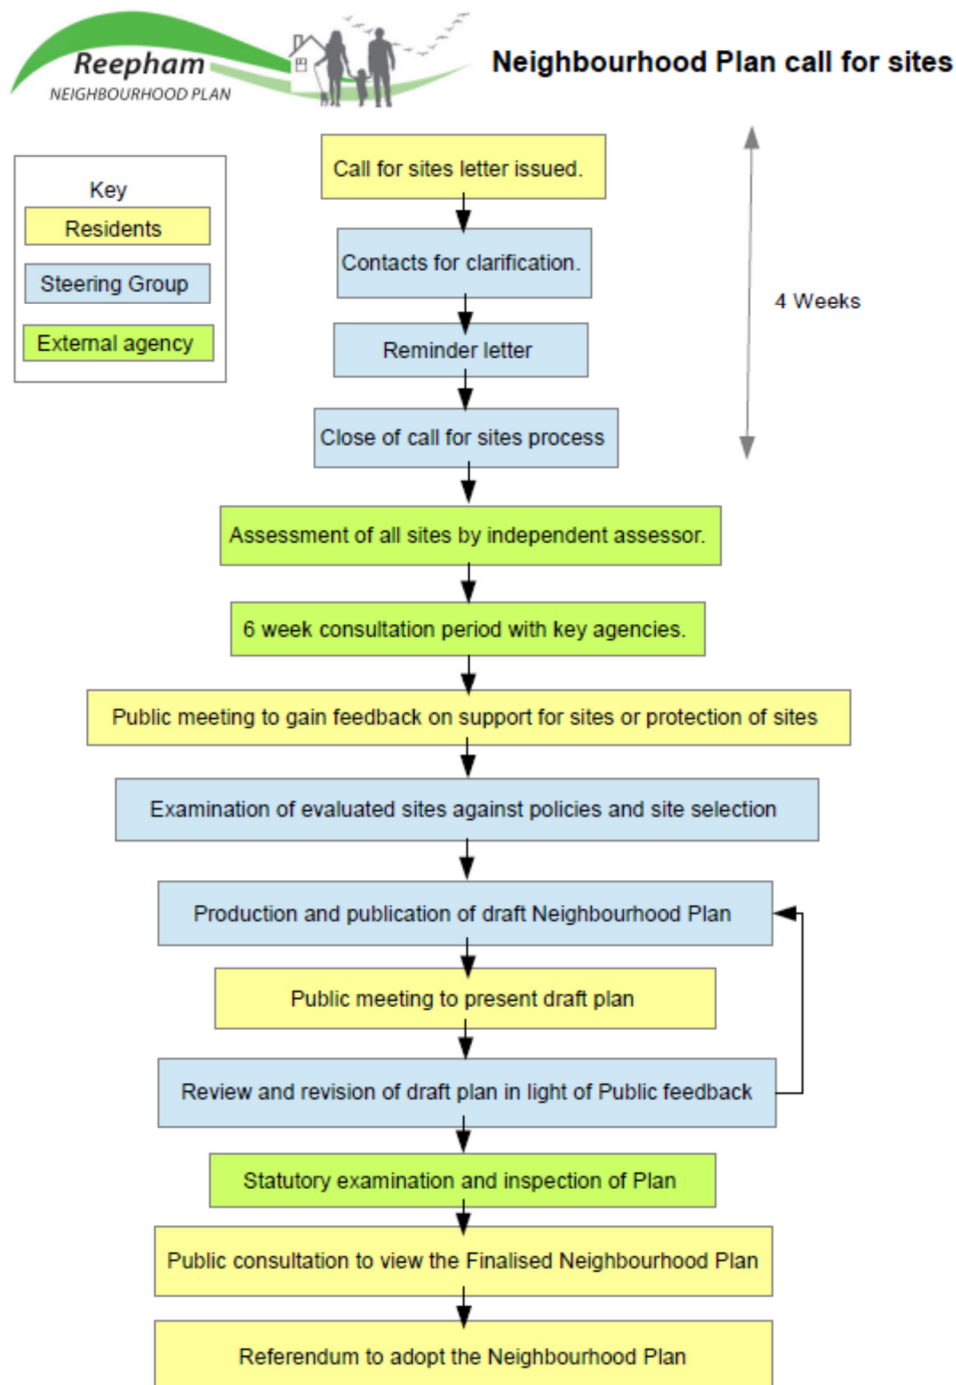 Reepham
NEIGHBOURHOOD PLAN
Neighbourhood Plan call for sites
Key
Residents
Steering Group
External agency
Call for sites letter issued.
Contacts for clarification.
Reminder letter
Close of call for sites process
4 Weeks
Assessment of all sites by independent assessor.
6 week consultation period with key agencies.
Public meeting to gain feedback on support for sites or protection of sites
Examination of evaluated sites against policies and site selection
Production and publication of draft Neighbourhood Plan
Public meeting to present draft plan
Review and revision of draft plan in light of Public feedback
Statutory examination and inspection of Plan
Public consultation to view the Finalised Neighbourhood Plan
Referendum to adopt the Neighbourhood Plan